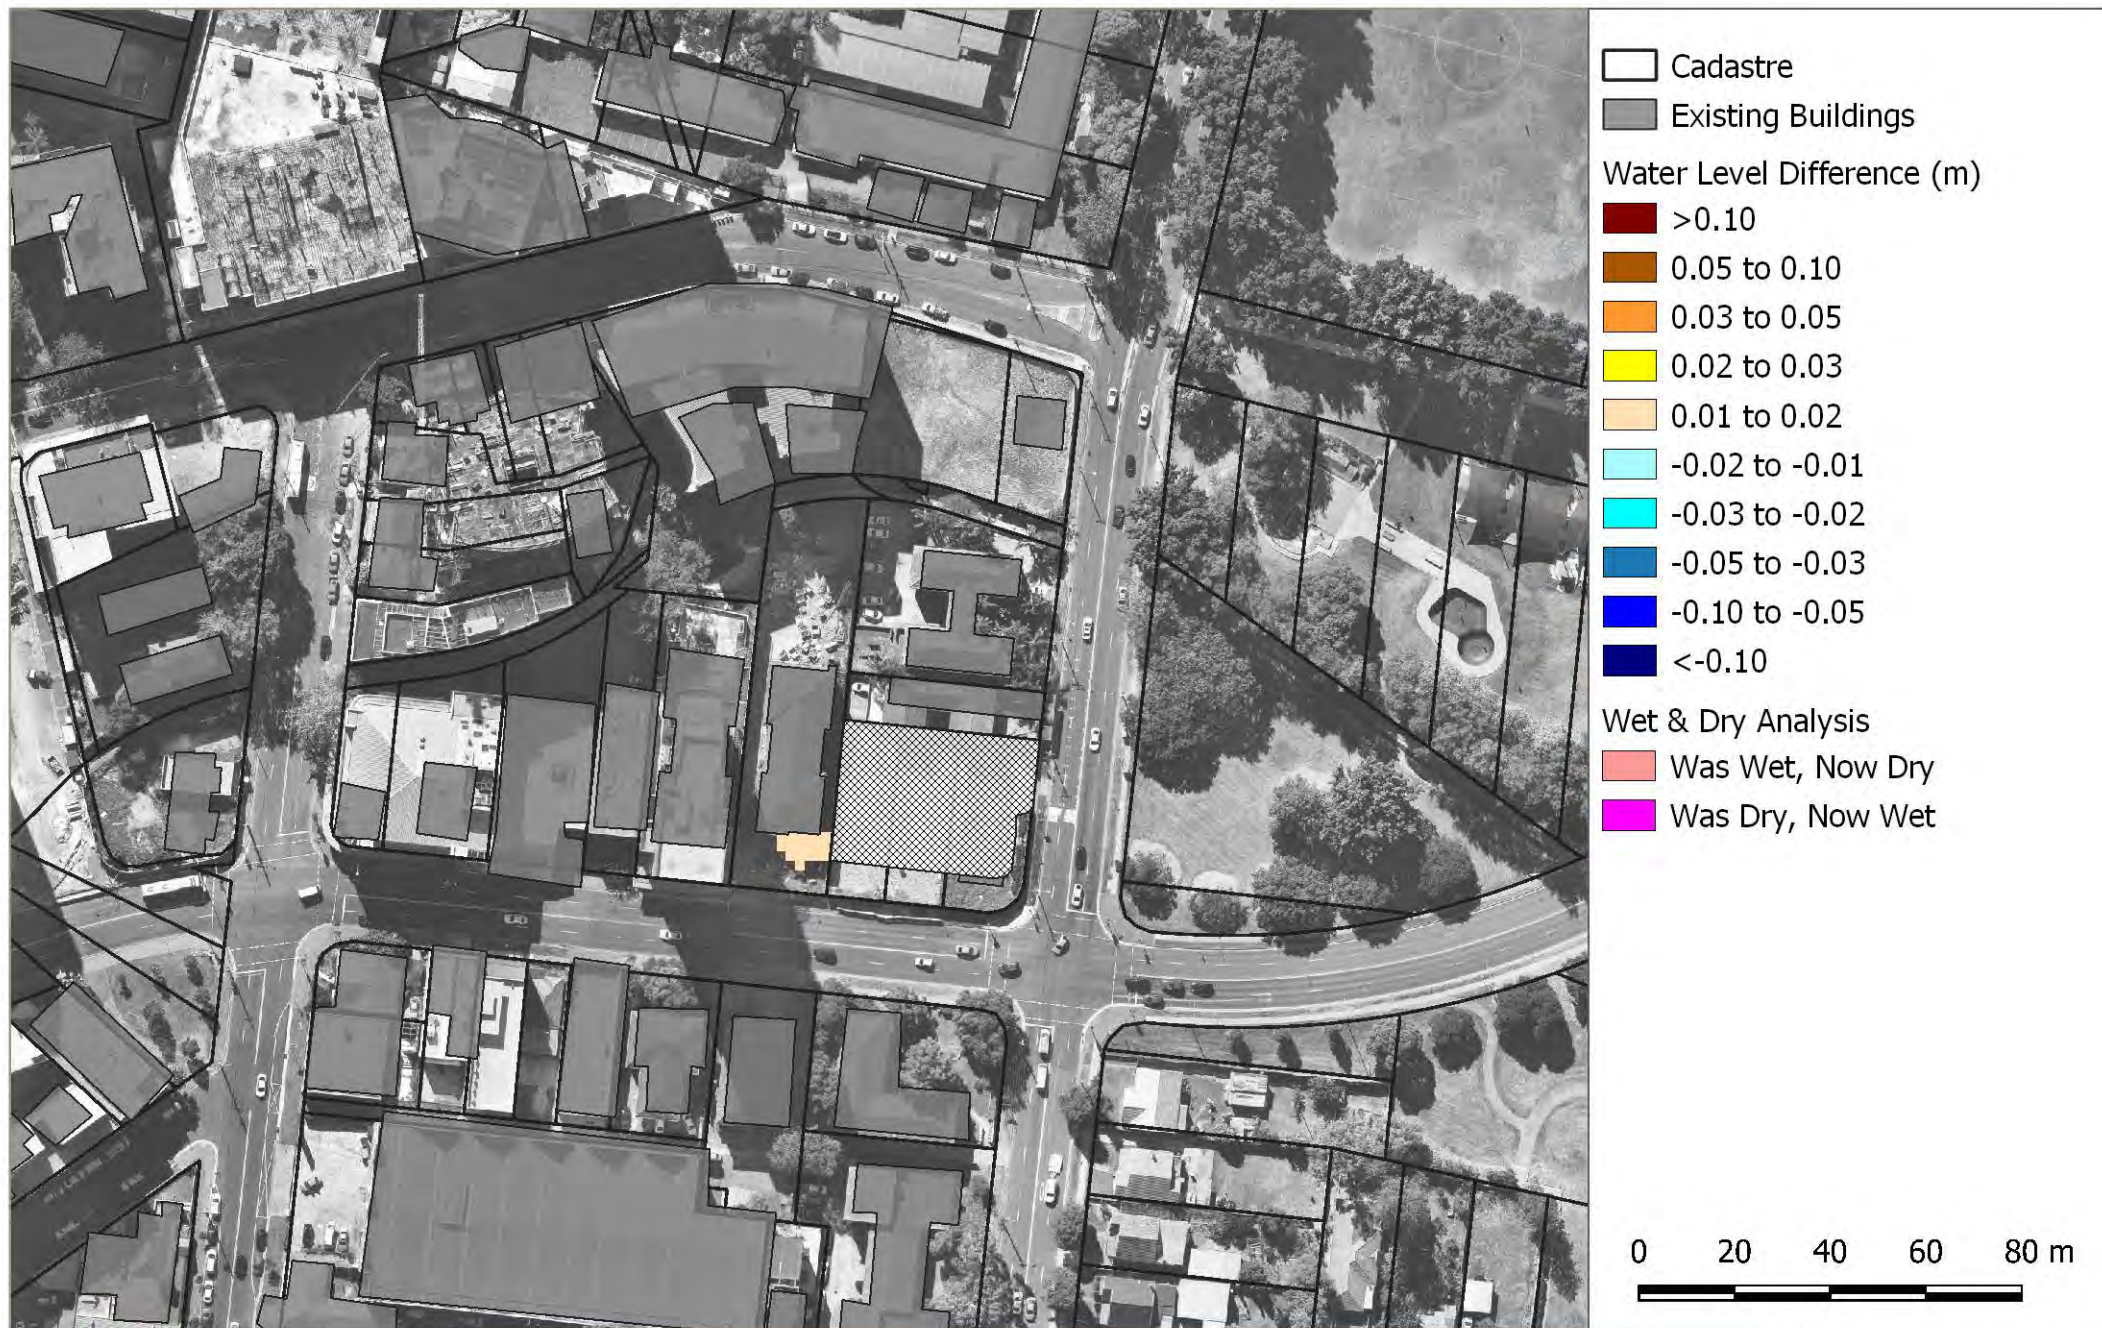 Cadastre
Existing Buildings
Water Level Difference (m)
>0.10
0.05 to 0.10
0.03 to 0.05
0.02 to 0.03
0.01 to 0.02
-0.02 to -0.01
-0.03 to -0.02
-0.05 to -0.03
-0.10 to -0.05
<-0.10
Wet & Dry Analysis
Was Wet, Now Dry
Was Dry, Now Wet
0 20 40 60 80 m